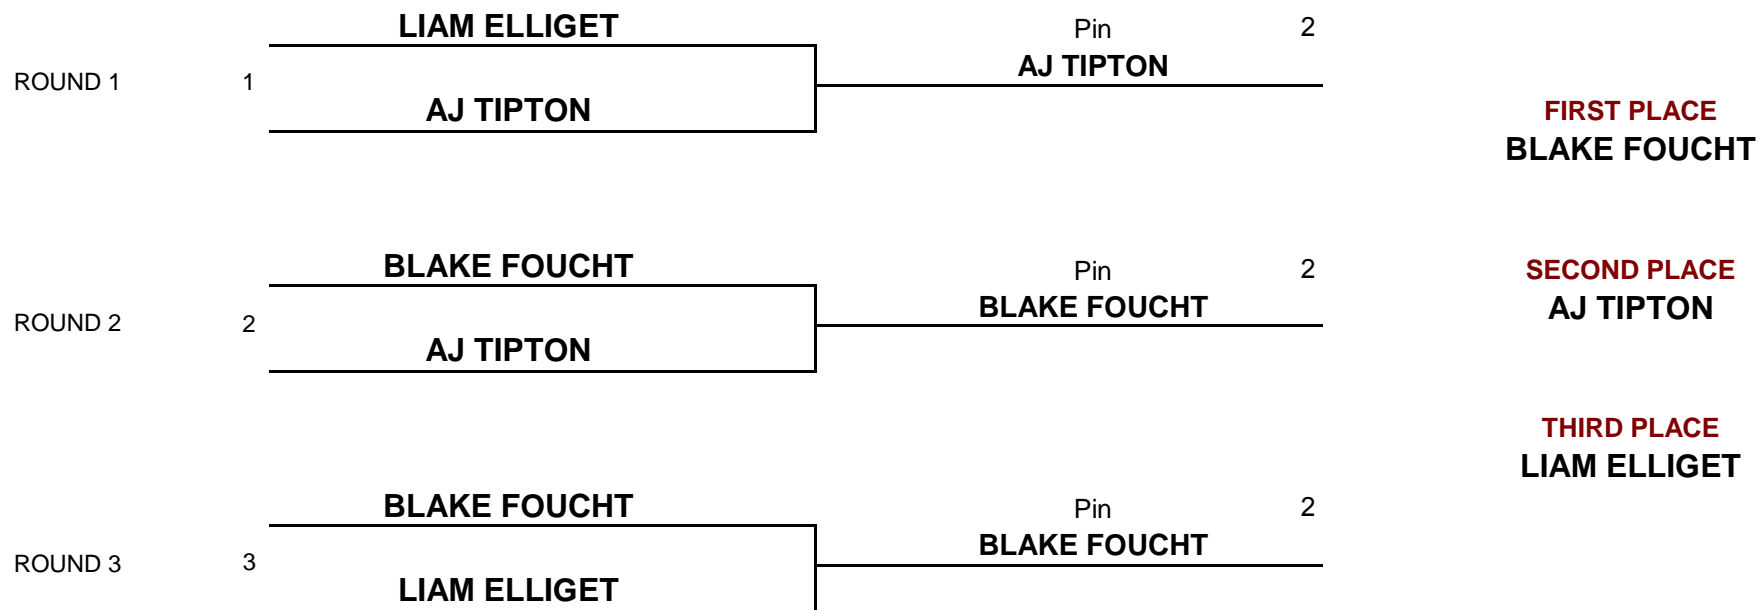 LIAM ELLIGET
Pin 2
AJ TIPTON
ROUND 1 1
AJ TIPTON
FIRST PLACE
BLAKE FOUCHT
BLAKE FOUCHT
Pin 2
SECOND PLACE
BLAKE FOUCHT
AJ TIPTON
ROUND 2 2
AJ TIPTON
THIRD PLACE
LIAM ELLIGET
BLAKE FOUCHT
Pin 2
BLAKE FOUCHT
ROUND 3 3
LIAM ELLIGET